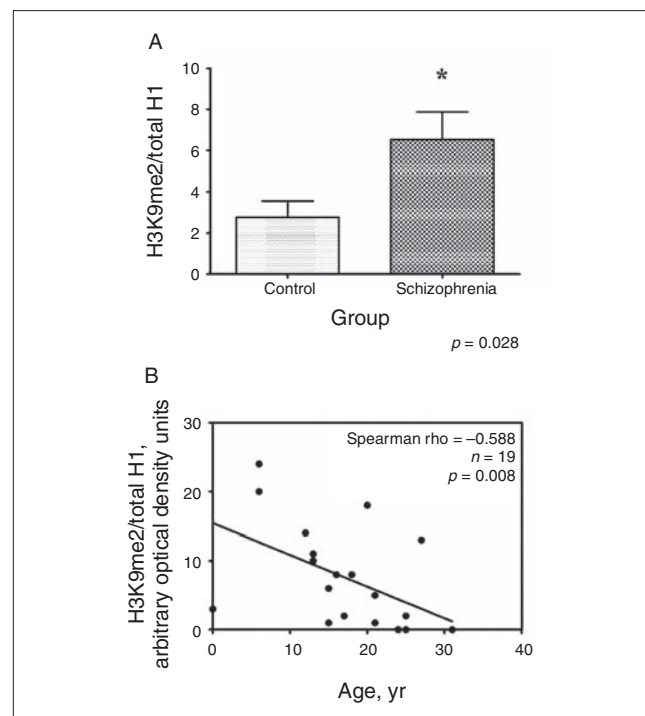 A
H3K9me2/total H1
10
8
6
4
2
0
*
Control
Schizophrenia
Group
p = 0.028
B
H3K9me2/total H1,
arbitrary optical density units
30
20
10
0
Spearman rho = –0.588
n = 19
p = 0.008
0
10
20
30
40
Age, yr